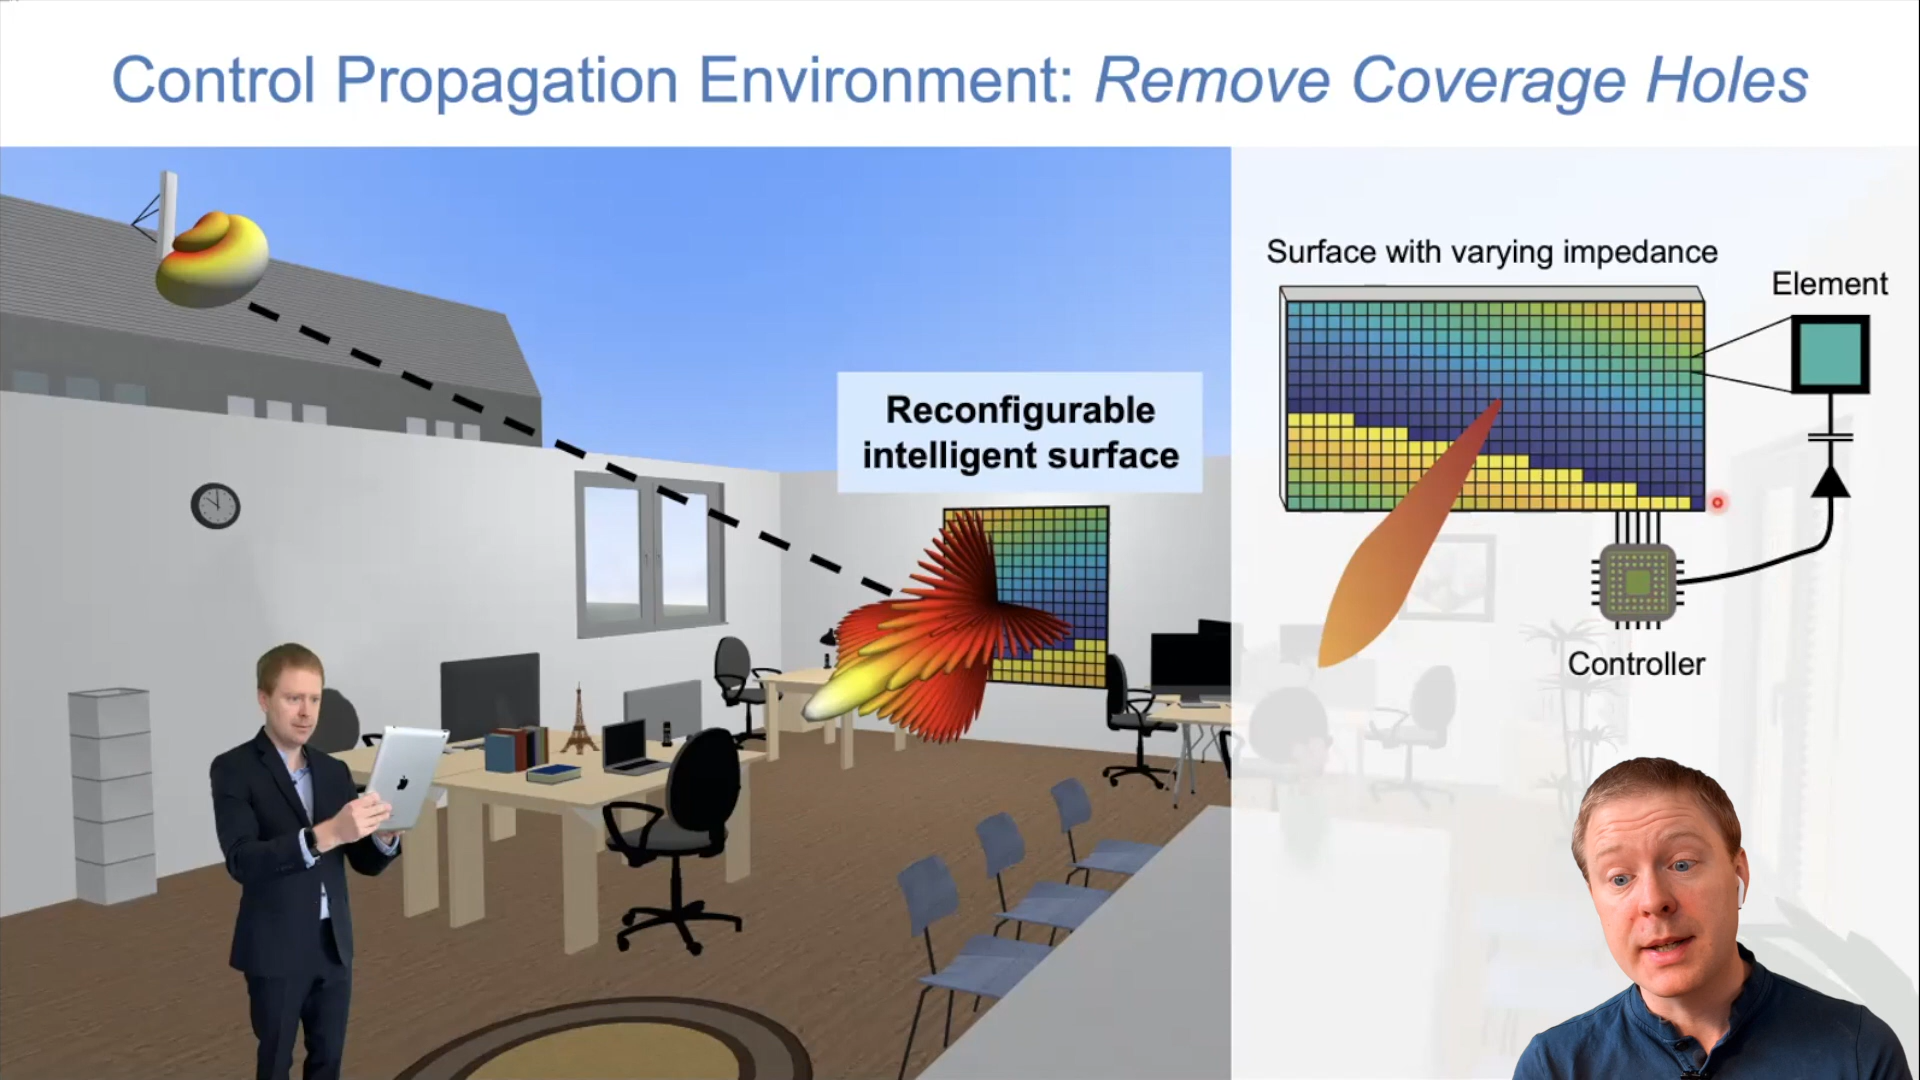 Control Propagation Environment: Remove Coverage Holes
Reconfigurable
intelligent surface
Surface with varying impedance
Element
Controller